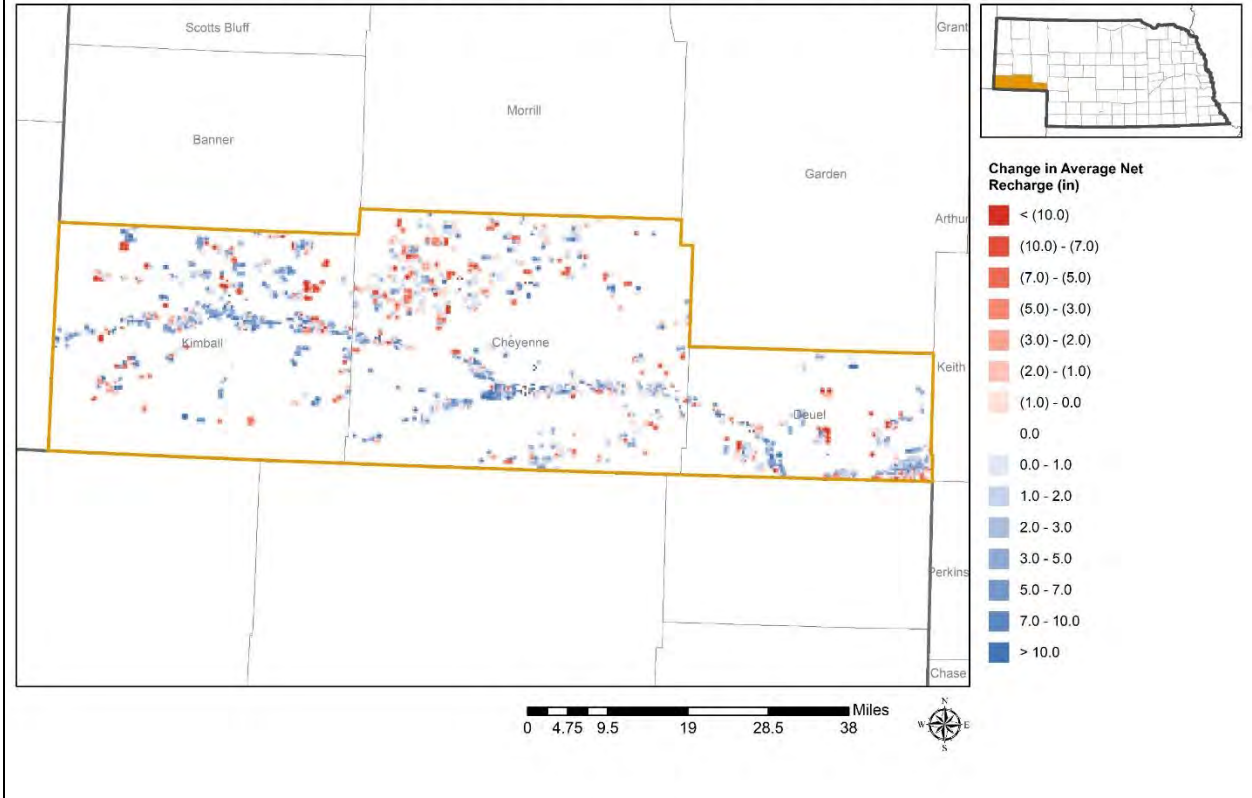 Scotts Bluff
Grant
Morrill
Banner
Garden
Arthur
Kimball
Cheyenne
Keith
Deuel
Perkins
Chase
Change in Average Net
Recharge (in)
< (10.0)
(10.0) - (7.0)
(7.0) - (5.0)
(5.0) - (3.0)
(3.0) - (2.0)
(2.0) - (1.0)
(1.0) - 0.0
0.0
0.0 - 1.0
1.0 - 2.0
2.0 - 3.0
3.0 - 5.0
5.0 - 7.0
7.0 - 10.0
> 10.0
Miles
0 4.75 9.5 19 28.5 38
N
W E
S